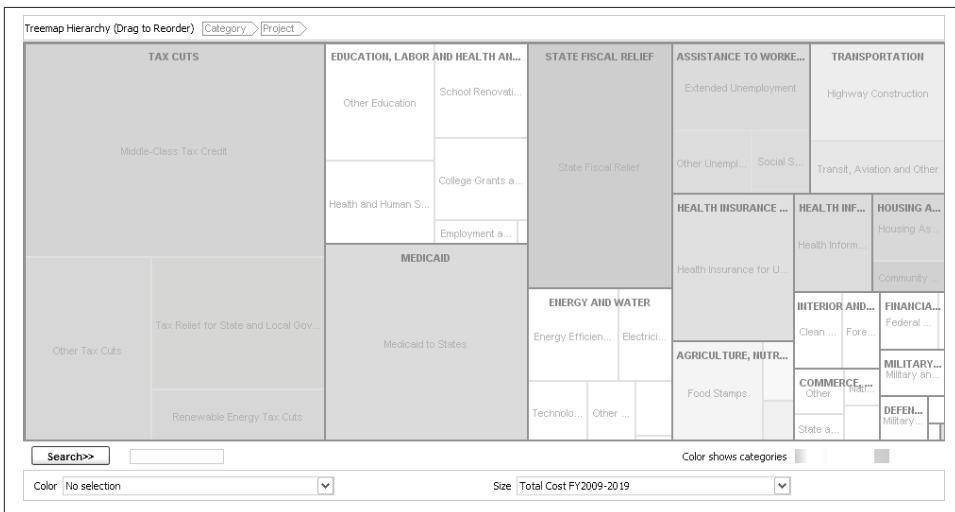 Treemap Hierarchy (Drag to Reorder) Category Project
TAX CUTS
Middle-Class Tax Credit
Other Tax Cuts
Tax Relief for State and Local Gov...
Renewable Energy Tax Cuts
EDUCATION, LABOR AND HEALTH AN...
Other Education
School Renovati...
College Grants a...
Health and Human S...
Employment a...
MEDICAID
Medicaid to States
STATE FISCAL RELIEF
State Fiscal Relief
ENERGY AND WATER
Energy Efficien...
Electrici...
Technolo...
Other ...
ASSISTANCE TO WORKE...
Extended Unemployment
Other Unempl...
Social S...
TRANSPORTATION
Highway Construction
Transit, Aviation and Other
HEALTH INSURANCE ...
Health Insurance for U...
HEALTH INF...
Health Inform...
HOUSING A...
Housing As...
Community ...
AGRICULTURE, NUTR...
Food Stamps
INTERIOR AND...
Clean ...
Fore...
FINANCIA...
Federal ...
COMMERCE,...
Other
Nati...
State a...
MILITARY...
Military an...
DEFEN...
Military...
Search>>
Color shows categories
Color No selection
Size Total Cost FY2009-2019